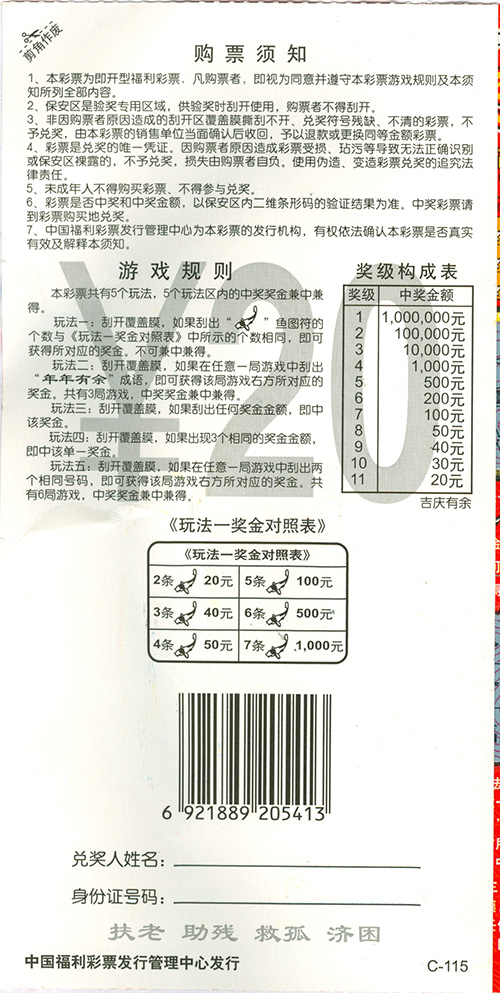 剪角作废
购票须知
1、本彩票为即开型福利彩票，凡购票者，即视为同意并遵守本彩票游戏规则及本须
知所列全部内容。
2、保安区是验奖专用区域，供验奖时刮开使用，购票者不得刮开。
3、非因购票者原因造成的刮开区覆盖膜撕刮不开、兑奖符号残缺、不清的彩票，不
予兑奖，由本彩票的销售单位当面确认后收回，予以退款或更换同等金额彩票。
4、彩票是兑奖的唯一凭证。因购票者原因造成彩票受损、玷污等导致无法正确识别
或保安区裸露的，不予兑奖，损失由购票者自负。使用伪造、变造彩票兑奖的追究法
律责任。
5、未成年人不得购买彩票、不得参与兑奖。
6、彩票是否中奖和中奖金额，以保安区内二维条形码的验证结果为准。中奖彩票请
到彩票购买地兑奖。
7、中国福利彩票发行管理中心为本彩票的发行机构，有权依法确认本彩票是否真实
有效及解释本须知。
¥20
游戏规则
本彩票共有5个玩法，5个玩法区内的中奖奖金兼中兼
得。
玩法一：刮开覆盖膜，如果刮出“ ”鱼图符的
个数与《玩法一奖金对照表》中所示的个数相同，即可
获得所对应的奖金。不可兼中兼得。
玩法二：刮开覆盖膜，如果在任意一局游戏中刮出
“年年有余”成语，即可获得该局游戏右方所对应的
奖金。共有3局游戏，中奖奖金兼中兼得。
玩法三：刮开覆盖膜，如果刮出任何奖金金额，即中
该奖金。
玩法四：刮开覆盖膜，如果出现3个相同的奖金金额，
即中该单一奖金。
玩法五：刮开覆盖膜，如果在任意一局游戏中刮出两
个相同号码，即可获得该局游戏右方所对应的奖金。共
有6局游戏，中奖奖金兼中兼得。
奖级构成表
奖级 中奖金额
1 1,000,000元
2 100,000元
3 10,000元
4 1,000元
5 500元
6 200元
7 100元
8 50元
9 40元
10 30元
11 20元
吉庆有余
《玩法一奖金对照表》
《玩法一奖金对照表》
2条 20元 5条 100元
3条 40元 6条 500元
4条 50元 7条 1,000元
6 921889 205413
兑奖人姓名：
身份证号码：
扶老 助残 救孤 济困
中国福利彩票发行管理中心发行 C-115